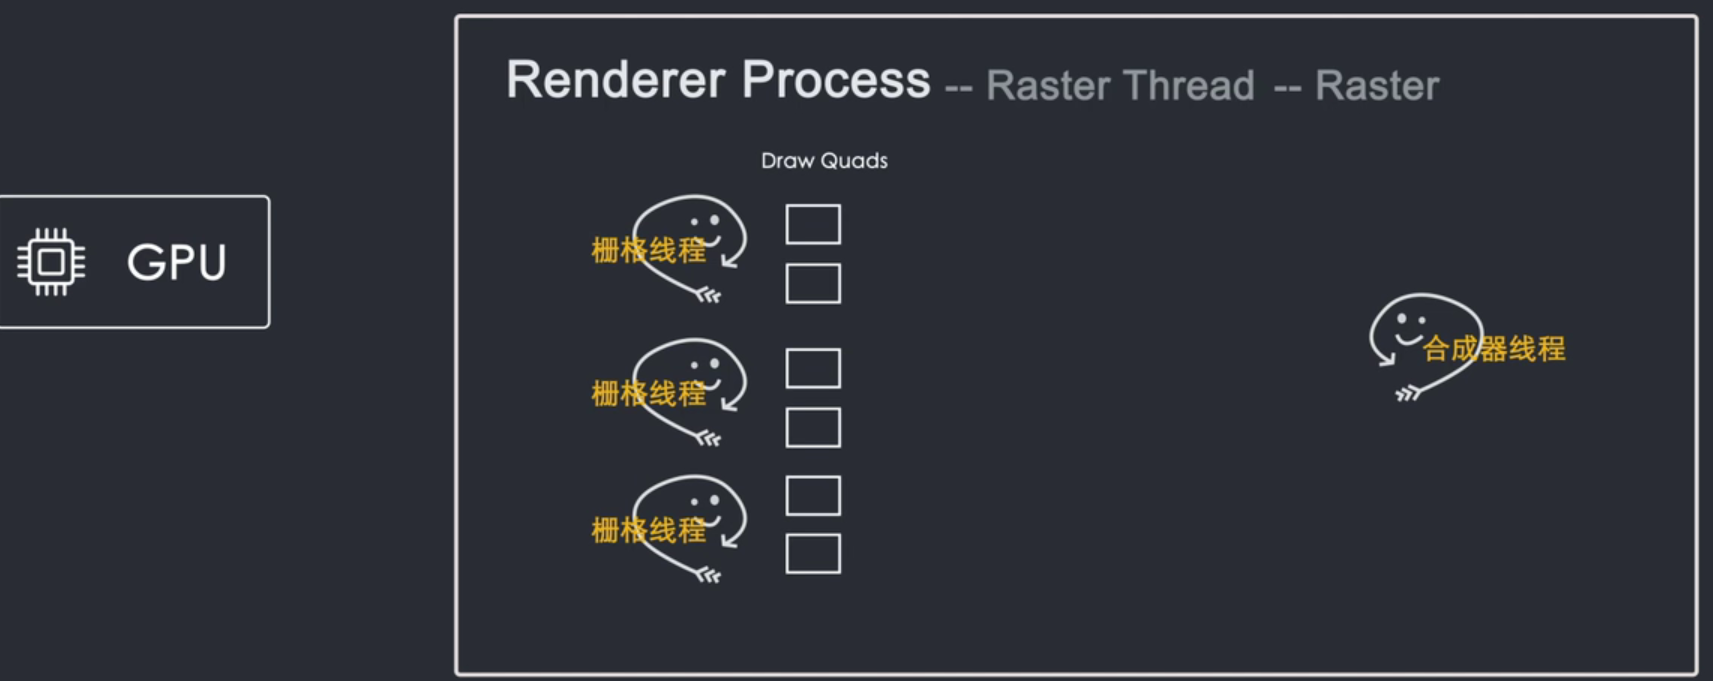 Renderer Process -- Raster Thread -- Raster
Draw Quads
GPU
栅格线程
栅格线程
栅格线程
合成器线程